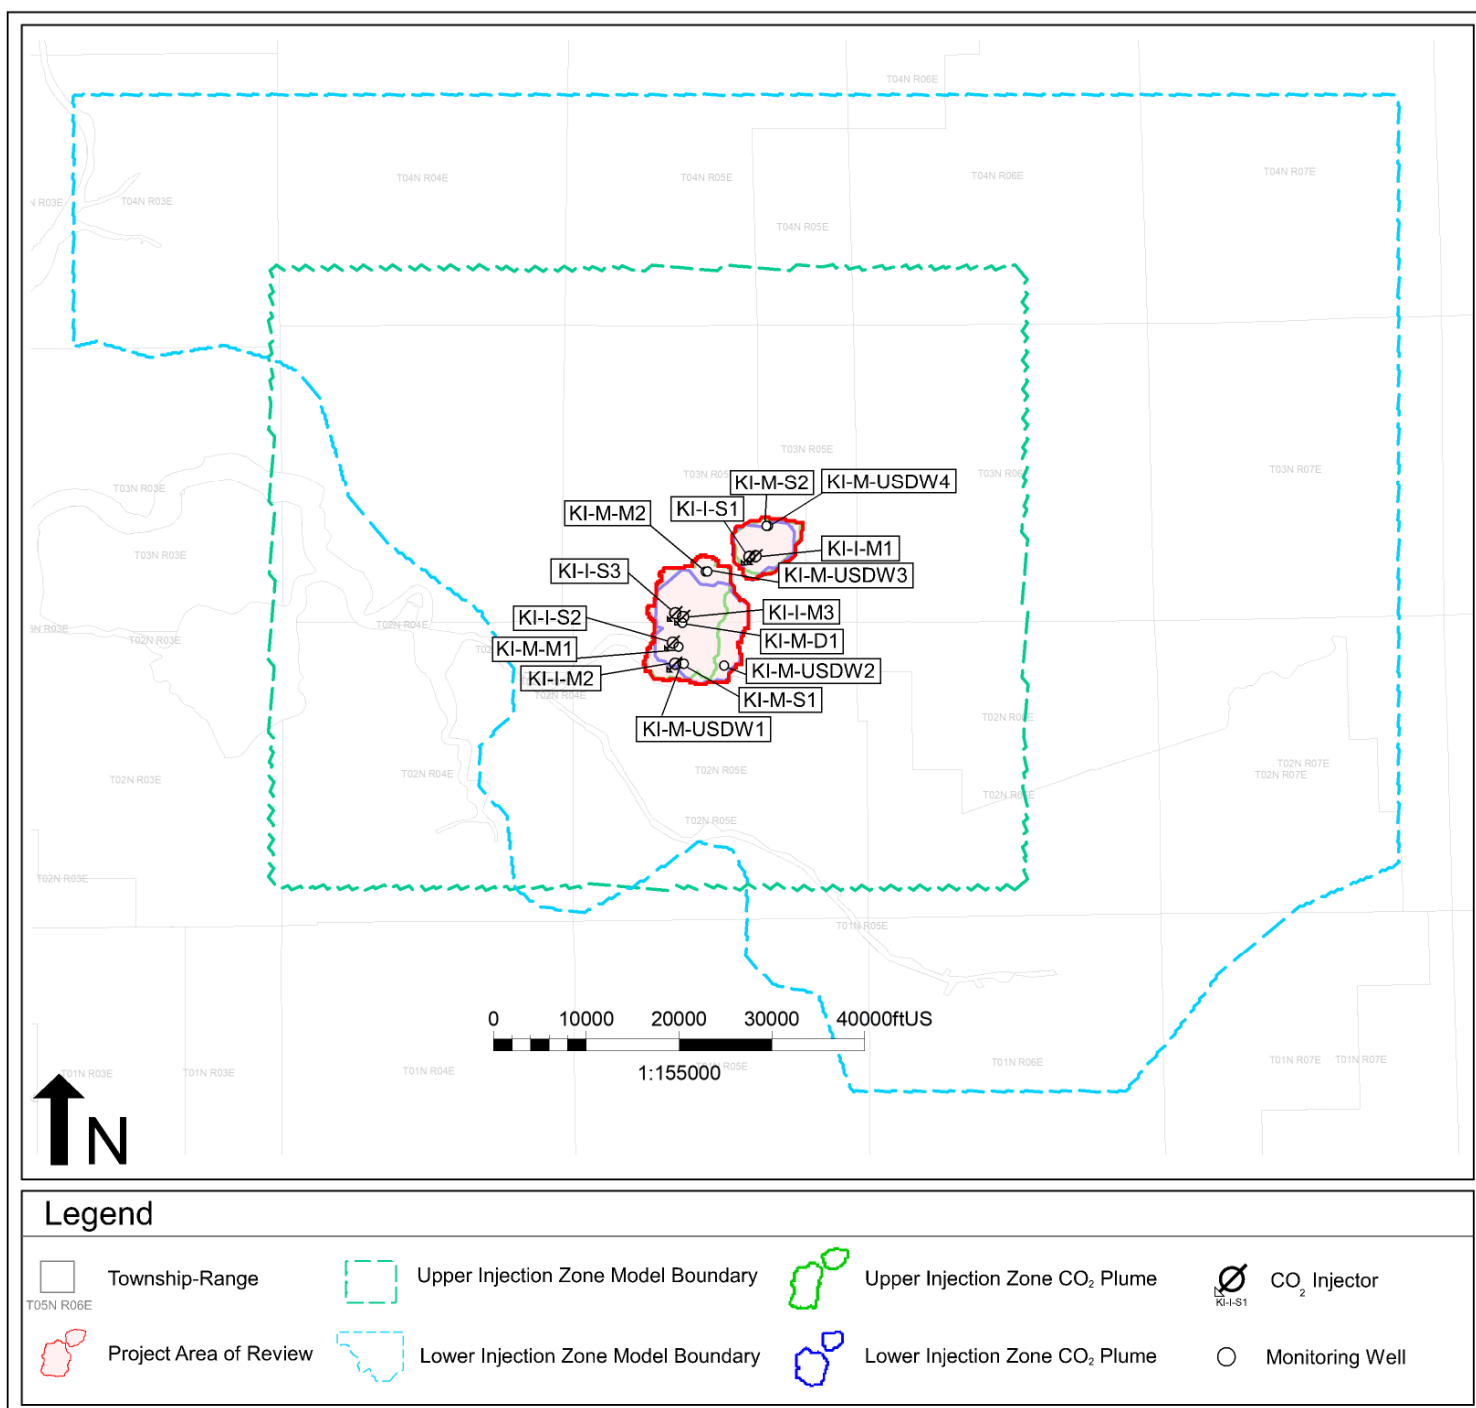 T04N R06E
T04N R04E
T04N R05E
T04N R06E
T04N R07E
N R03E
T04N R03E
T04N R05E
T03N R05E
T03N R05
T03N R06
T03N R07E
T03N R03E
KI-M-S2
KI-M-USDW4
KI-I-S1
KI-M-M2
KI-I-M1
T03N R03E
KI-M-USDW3
KI-I-S3
KI-I-M3
KI-I-S2
T02N R04E
N R03E
T02N R03E
KI-M-D1
KI-M-M1
T02N
KI-M-USDW2
KI-I-M2
T02N R04E
KI-M-S1
T02N R06E
KI-M-USDW1
T02N R03E
T02N R04E
T02N R05E
T02N R07E
T02N R07E
T02N R06E
T02N R05E
T02N R03E
T01N R05E
0 10000 20000 30000 40000ftUS
1:155000
T01N R03E
T01N R03E
T01N R04E
R05E
T01N R06E
T01N R07E
T01N R07E
N
Legend
T05N R06E
Township-Range
Upper Injection Zone Model Boundary
Upper Injection Zone CO₂ Plume
KI-I-S1
CO₂ Injector
Project Area of Review
Lower Injection Zone Model Boundary
Lower Injection Zone CO₂ Plume
Monitoring Well